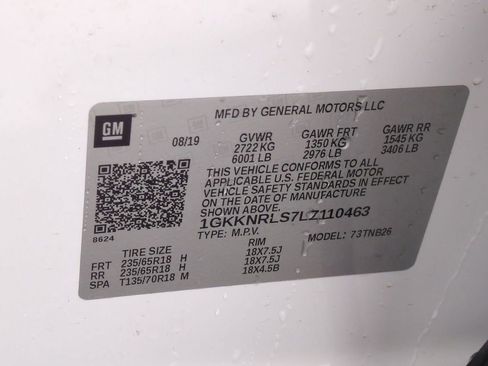 GM
MFD BY GENERAL MOTORS LLC
08/19 GVWR GAWR FRT GAWR RR
2722 KG 1350 KG 1545 KG
6001 LB 2976 LB 3406 LB
THIS VEHICLE CONFORMS TO ALL
APPLICABLE U.S. FEDERAL MOTOR
VEHICLE SAFETY STANDARDS IN EFFECT
ON THE DATE OF MANUFACTURE
SHOWN ABOVE.
1GKKNRLS7LZ110463
TYPE: M.P.V. MODEL: 73TNB26
8624
TIRE SIZE RIM
FRT 235/65R18 H 18X7.5J
RR 235/65R18 H 18X7.5J
SPA T135/70R18 M 18X4.5B